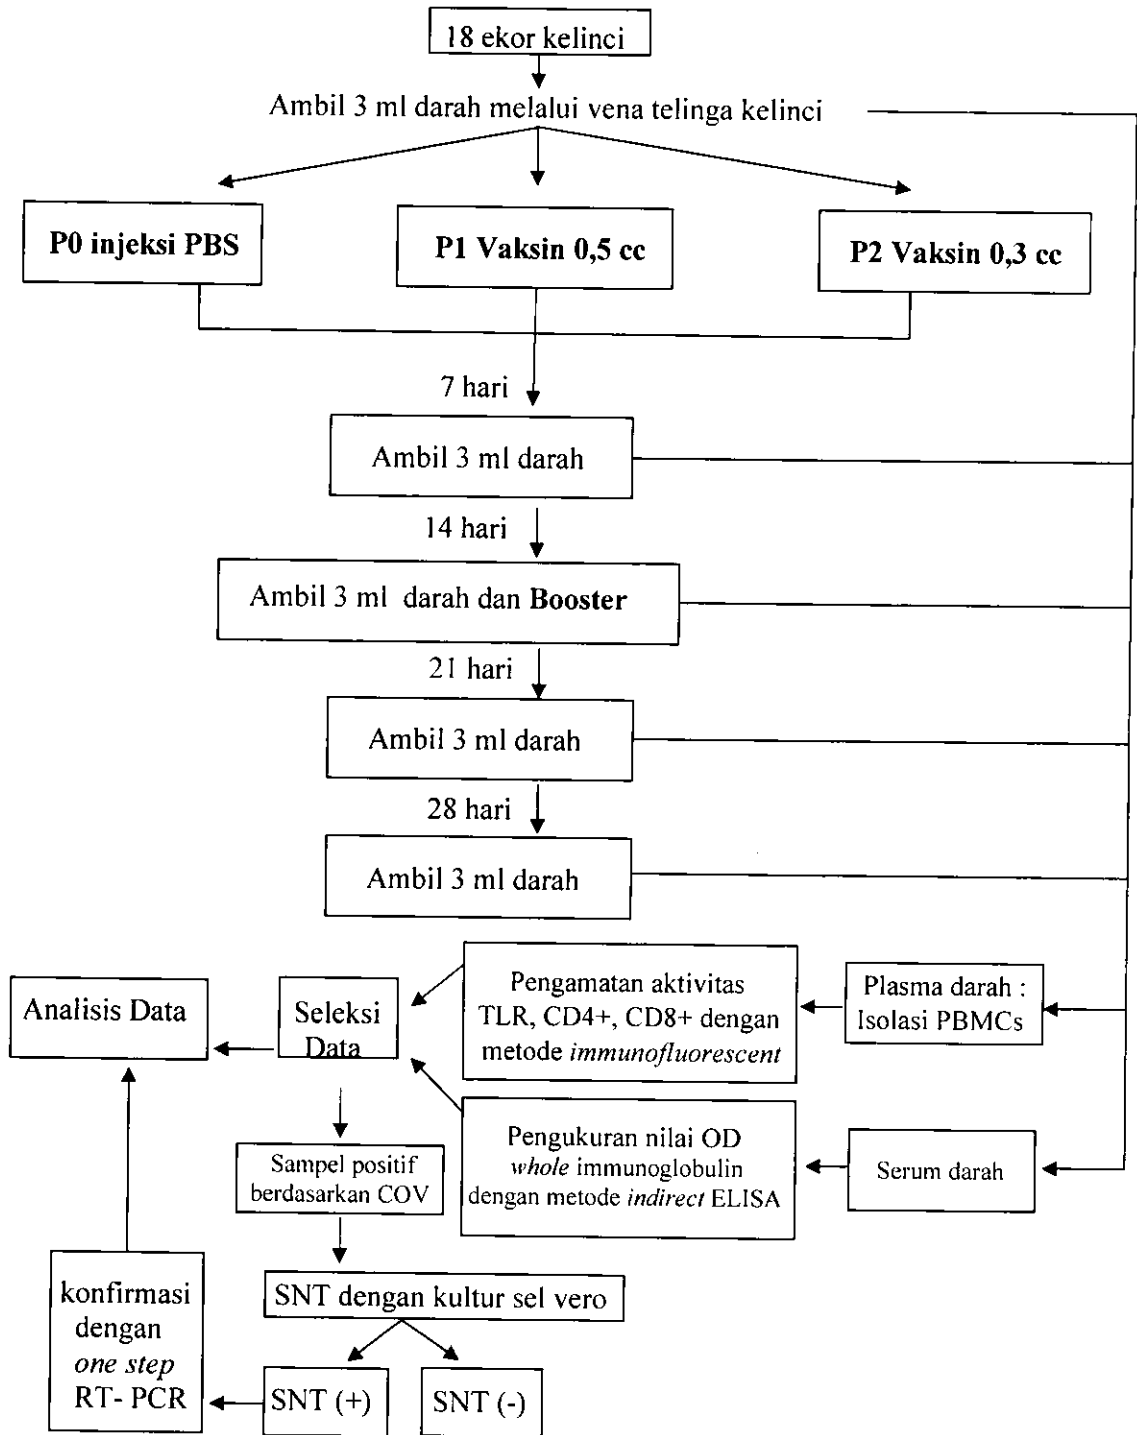 18 ekor kelinci
Ambil 3 ml darah melalui vena telinga kelinci
P0 injeksi PBS
P1 Vaksin 0,5 cc
P2 Vaksin 0,3 cc
7 hari
Ambil 3 ml darah
14 hari
Ambil 3 ml darah dan Booster
21 hari
Ambil 3 ml darah
28 hari
Ambil 3 ml darah
Analisis Data
Seleksi
Data
Pengamatan aktivitas
TLR, CD4+, CD8+ dengan
metode immunofluorescent
Plasma darah :
Isolasi PBMCs
Pengukuran nilai OD
whole immunoglobulin
dengan metode indirect ELISA
Serum darah
Sampel positif
berdasarkan COV
SNT dengan kultur sel vero
konfirmasi
dengan
one step
RT- PCR
SNT (+)
SNT (-)